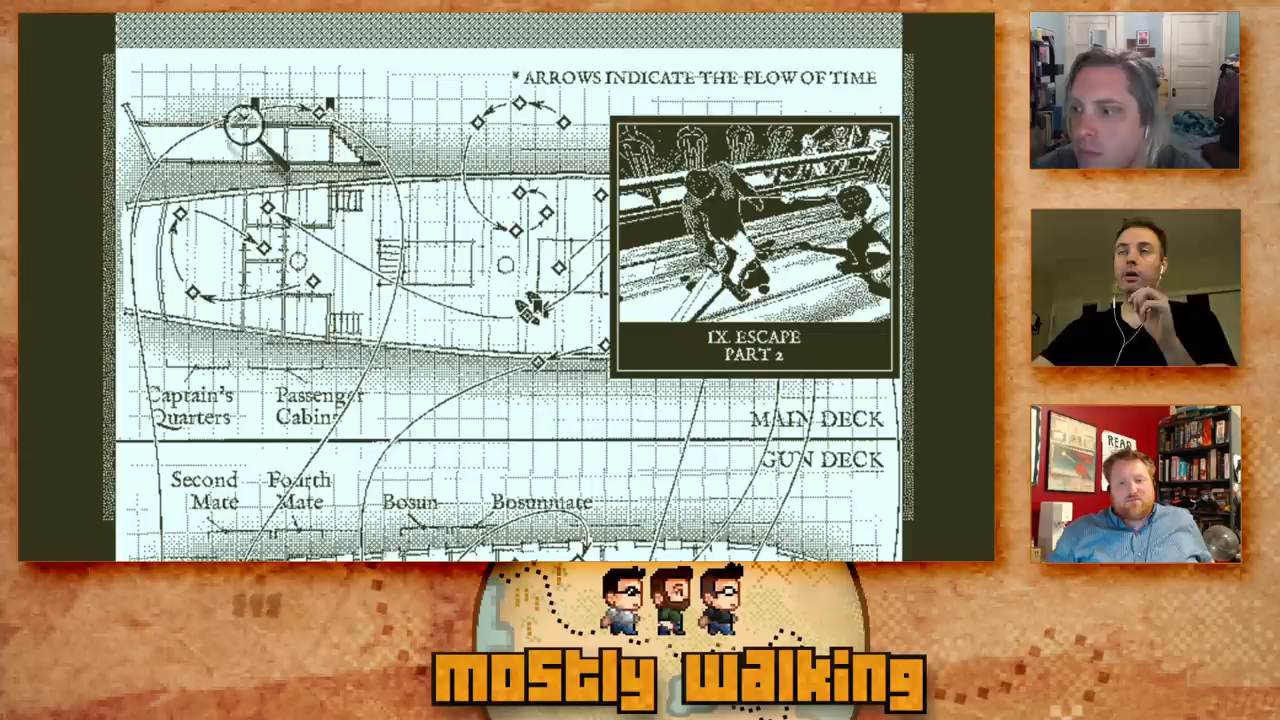 * ARROWS INDICATE THE FLOW OF TIME
IX. ESCAPE
PART 2
Captain's
Quarters
Passenger
Cabins
MAIN DECK
GUN DECK
Second
Mate
Fourth
Mate
Bosun
Bosunmate
READ
mostly walking